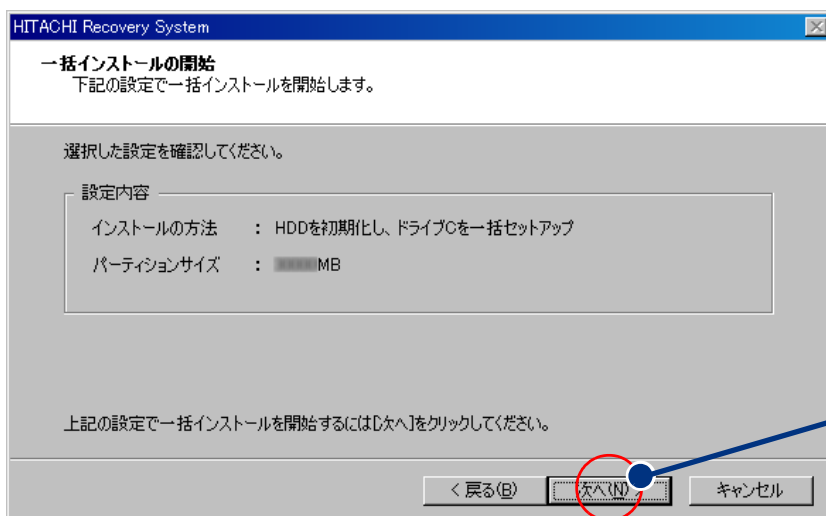 HITACHI Recovery System
一括インストールの開始
下記の設定で一括インストールを開始します。
選択した設定を確認してください。
設定内容
インストールの方法 : HDDを初期化し、ドライブCを一括セットアップ
パーティションサイズ : MB
上記の設定で一括インストールを開始するには[次へ]をクリックしてください。
< 戻る(B) 次へ(N) > キャンセル